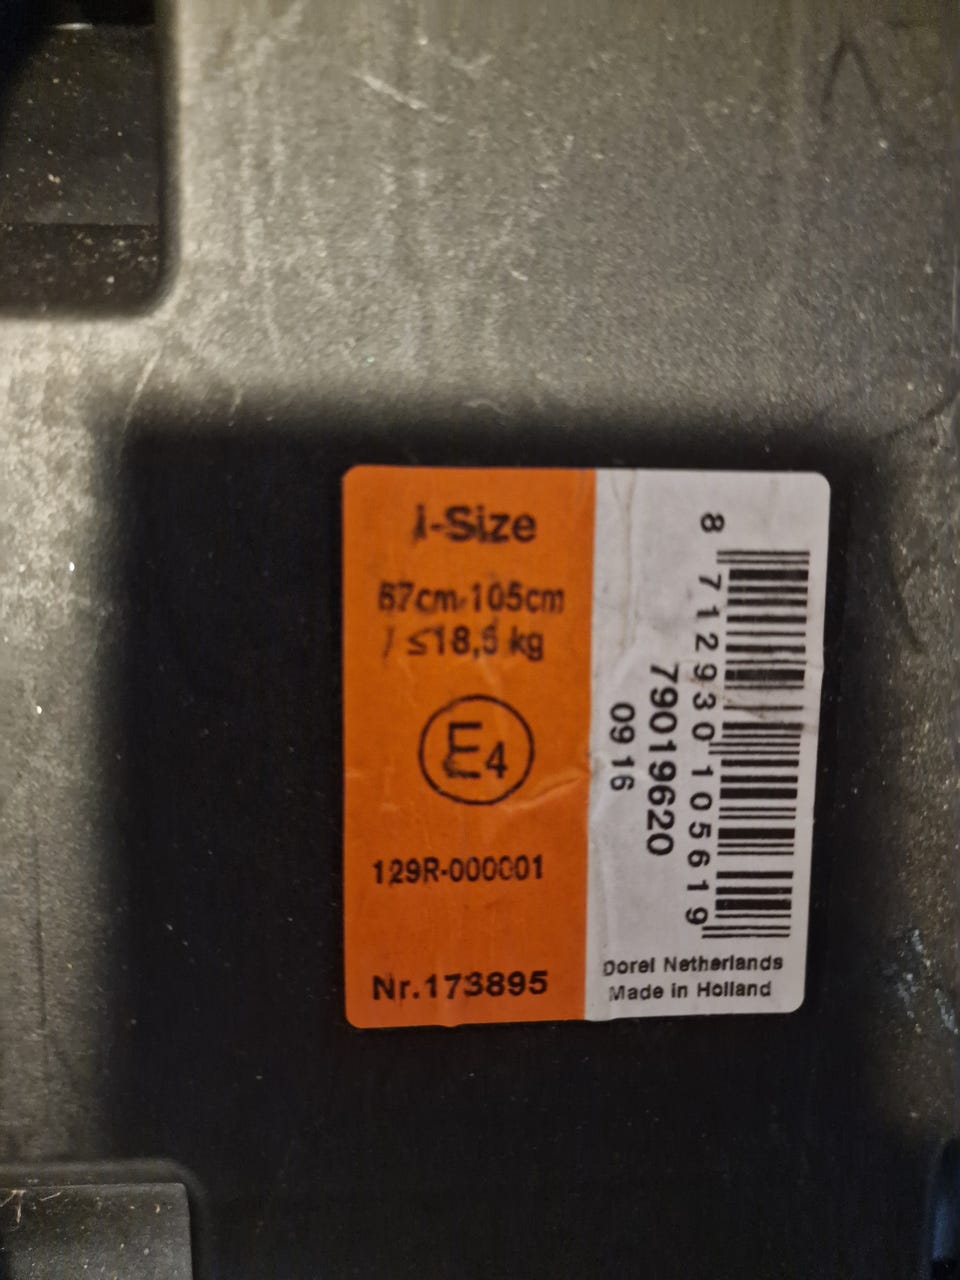 i-Size
67cm-105cm
/ ≤18,5 kg
E4
129R-000001
Nr.173895
8 712930 105619
79019620
09 16
Dorel Netherlands
Made in Holland